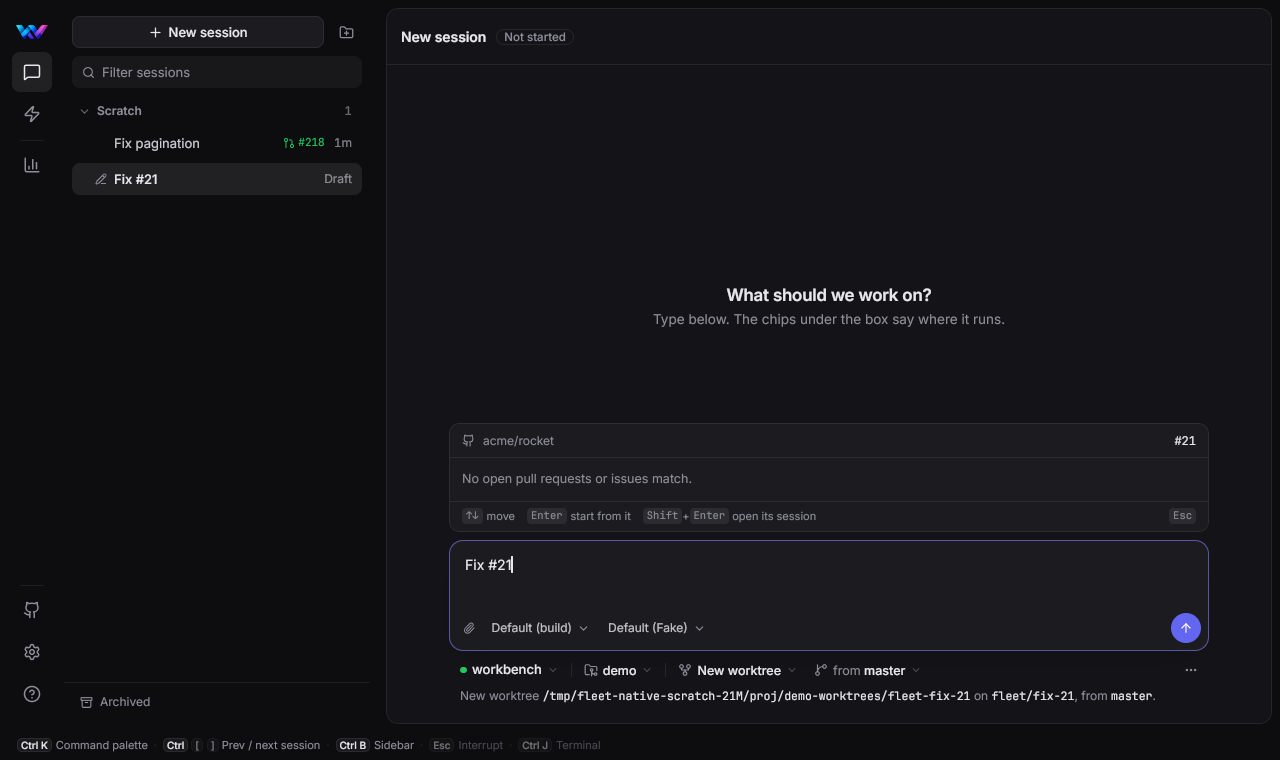 New session
Filter sessions
Scratch 1
Fix pagination #218 1m
Fix #21 Draft
Archived
New session Not started
What should we work on?
Type below. The chips under the box say where it runs.
acme/rocket #21
No open pull requests or issues match.
↑↓ move Enter start from it Shift+Enter open its session Esc
Fix #21
Default (build) Default (Fake)
workbench demo New worktree from master ···
New worktree /tmp/fleet-native-scratch-21M/proj/demo-worktrees/fleet-fix-21 on fleet/fix-21, from master.
Ctrl K Command palette · Ctrl [ ] Prev / next session · Ctrl B Sidebar · Esc Interrupt · Ctrl J Terminal